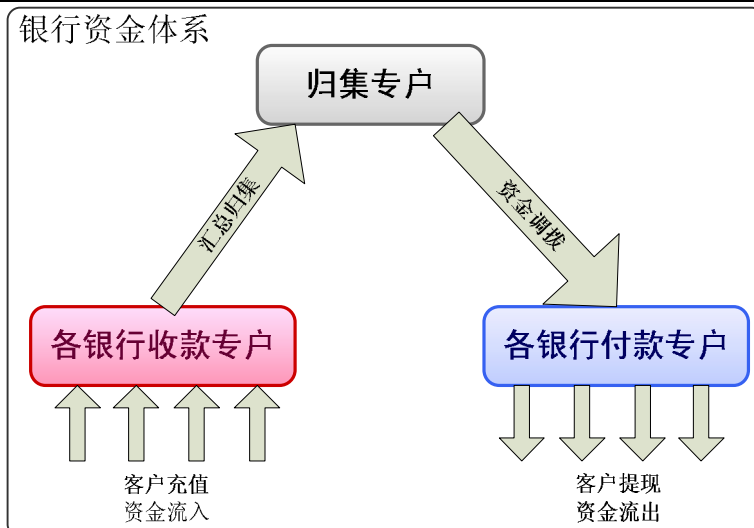 银行资金体系
归集专户
汇总归集
资金调拨
各银行收款专户
各银行付款专户
客户充值
资金流入
客户提现
资金流出